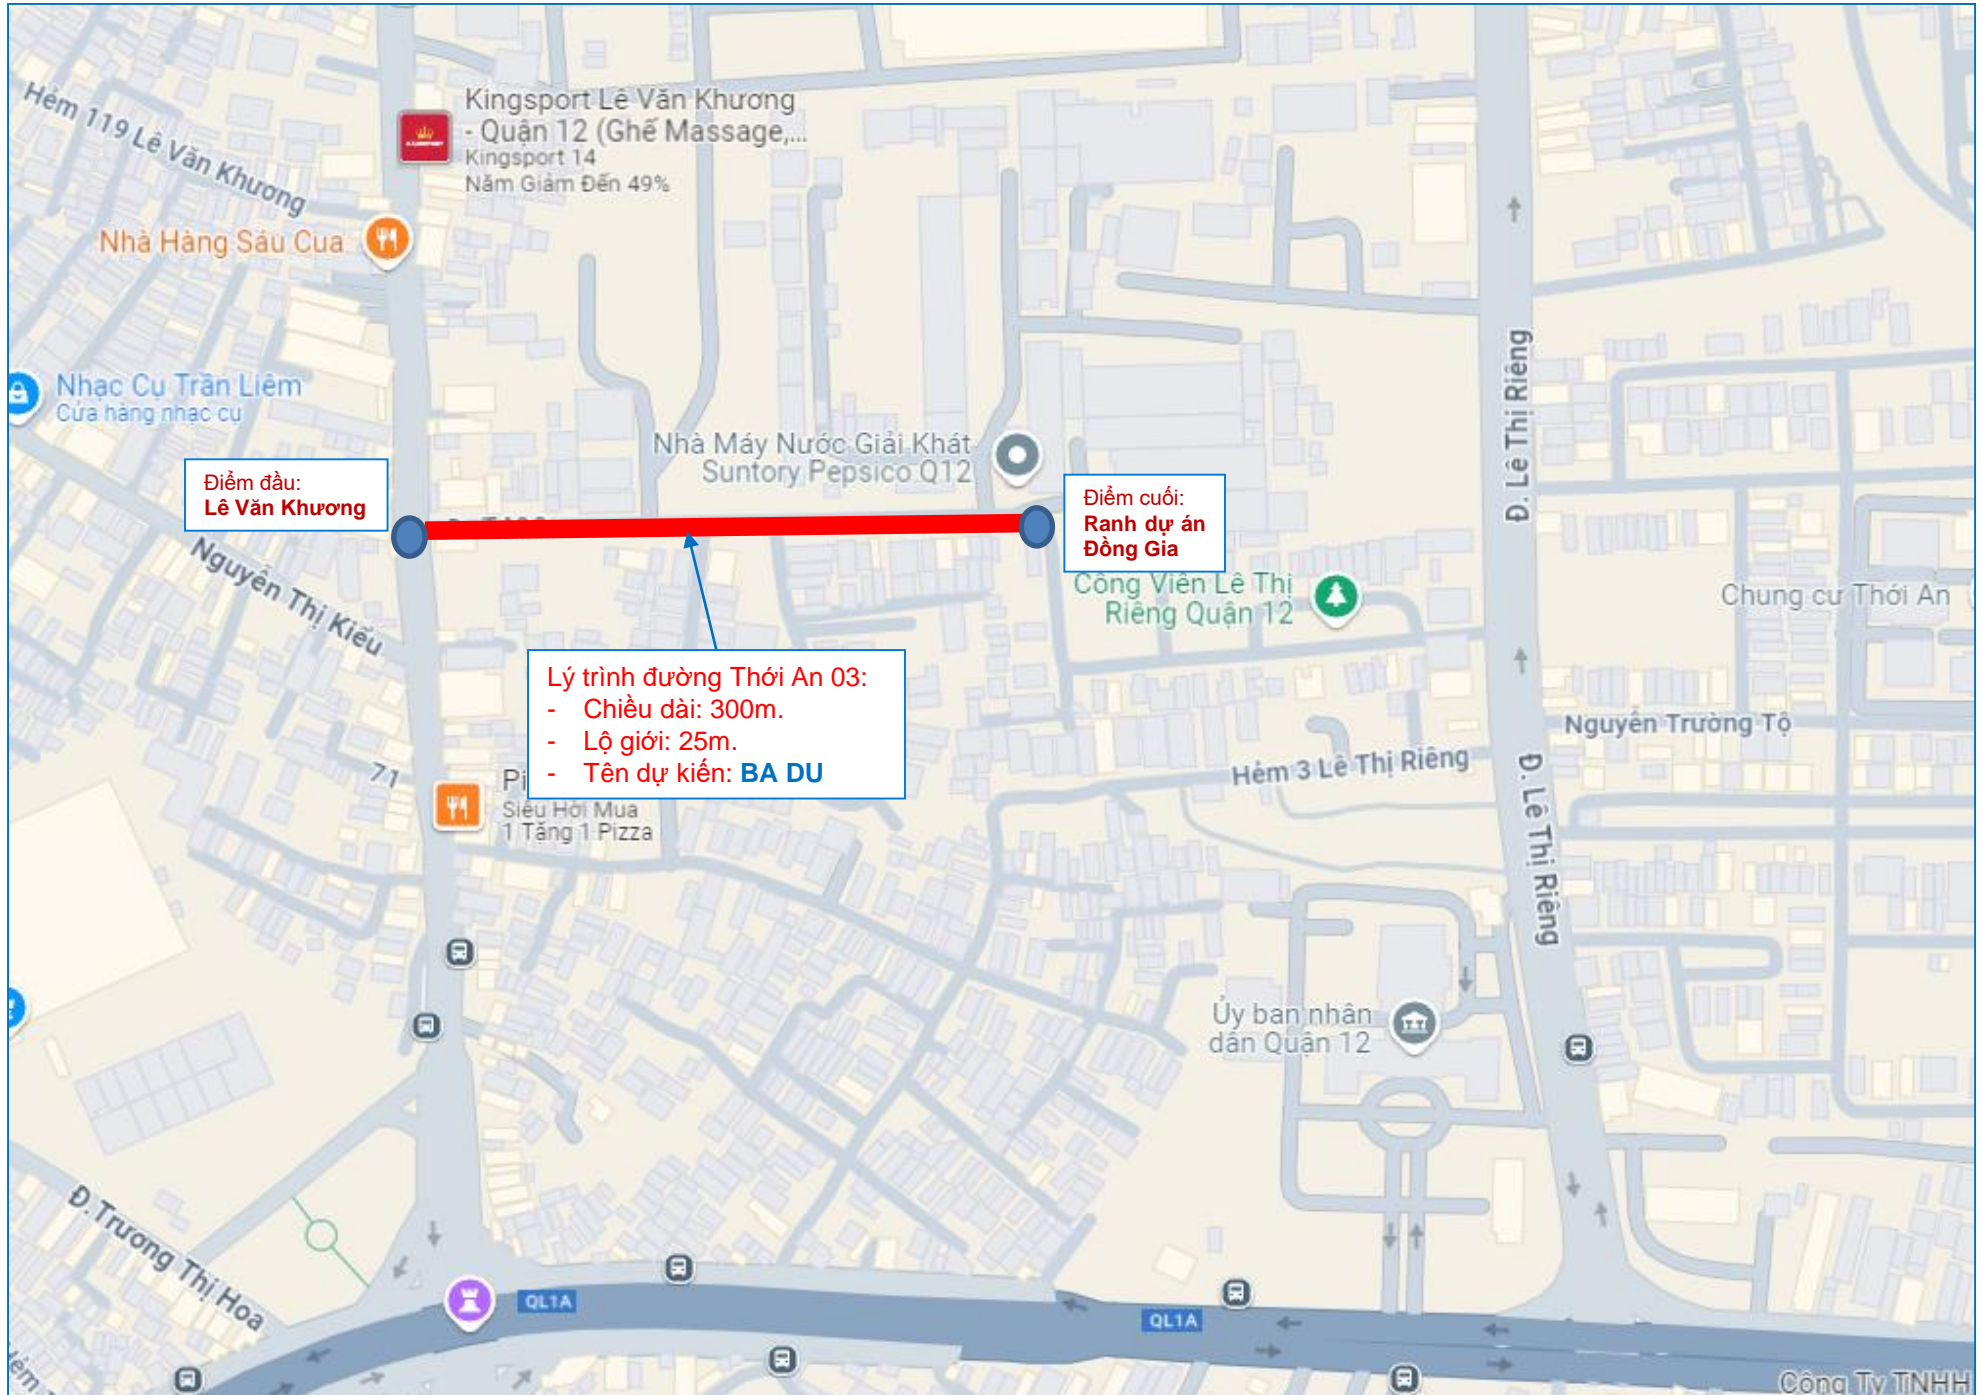 Hẻm 119 Lê Văn Khương
Kingsport Lê Văn Khương
- Quận 12 (Ghế Massage,...
Kingsport 14
Năm Giảm Đến 49%
Nhà Hàng Sáu Cua
Nhạc Cụ Trần Liêm
Cửa hàng nhạc cụ
Nhà Máy Nước Giải Khát
Suntory Pepsico Q12
Đ. Lê Thị Riêng
Điểm đầu:
Lê Văn Khương
Điểm cuối:
Ranh dự án
Đồng Gia
Nguyễn Thị Kiểu
Công Viên Lê Thị
Riêng Quận 12
Chung cư Thới An
Lý trình đường Thới An 03:
- Chiều dài: 300m.
- Lộ giới: 25m.
- Tên dự kiến: BA DU
Nguyễn Trường Tộ
Hẻm 3 Lê Thị Riêng
71
Pi
Siêu Hời Mua
1 Tặng 1 Pizza
Đ. Lê Thị Riêng
Ủy ban nhân
dân Quận 12
Đ. Trương Thị Hoa
QL1A
QL1A
Hẻm
Công Ty TNHH